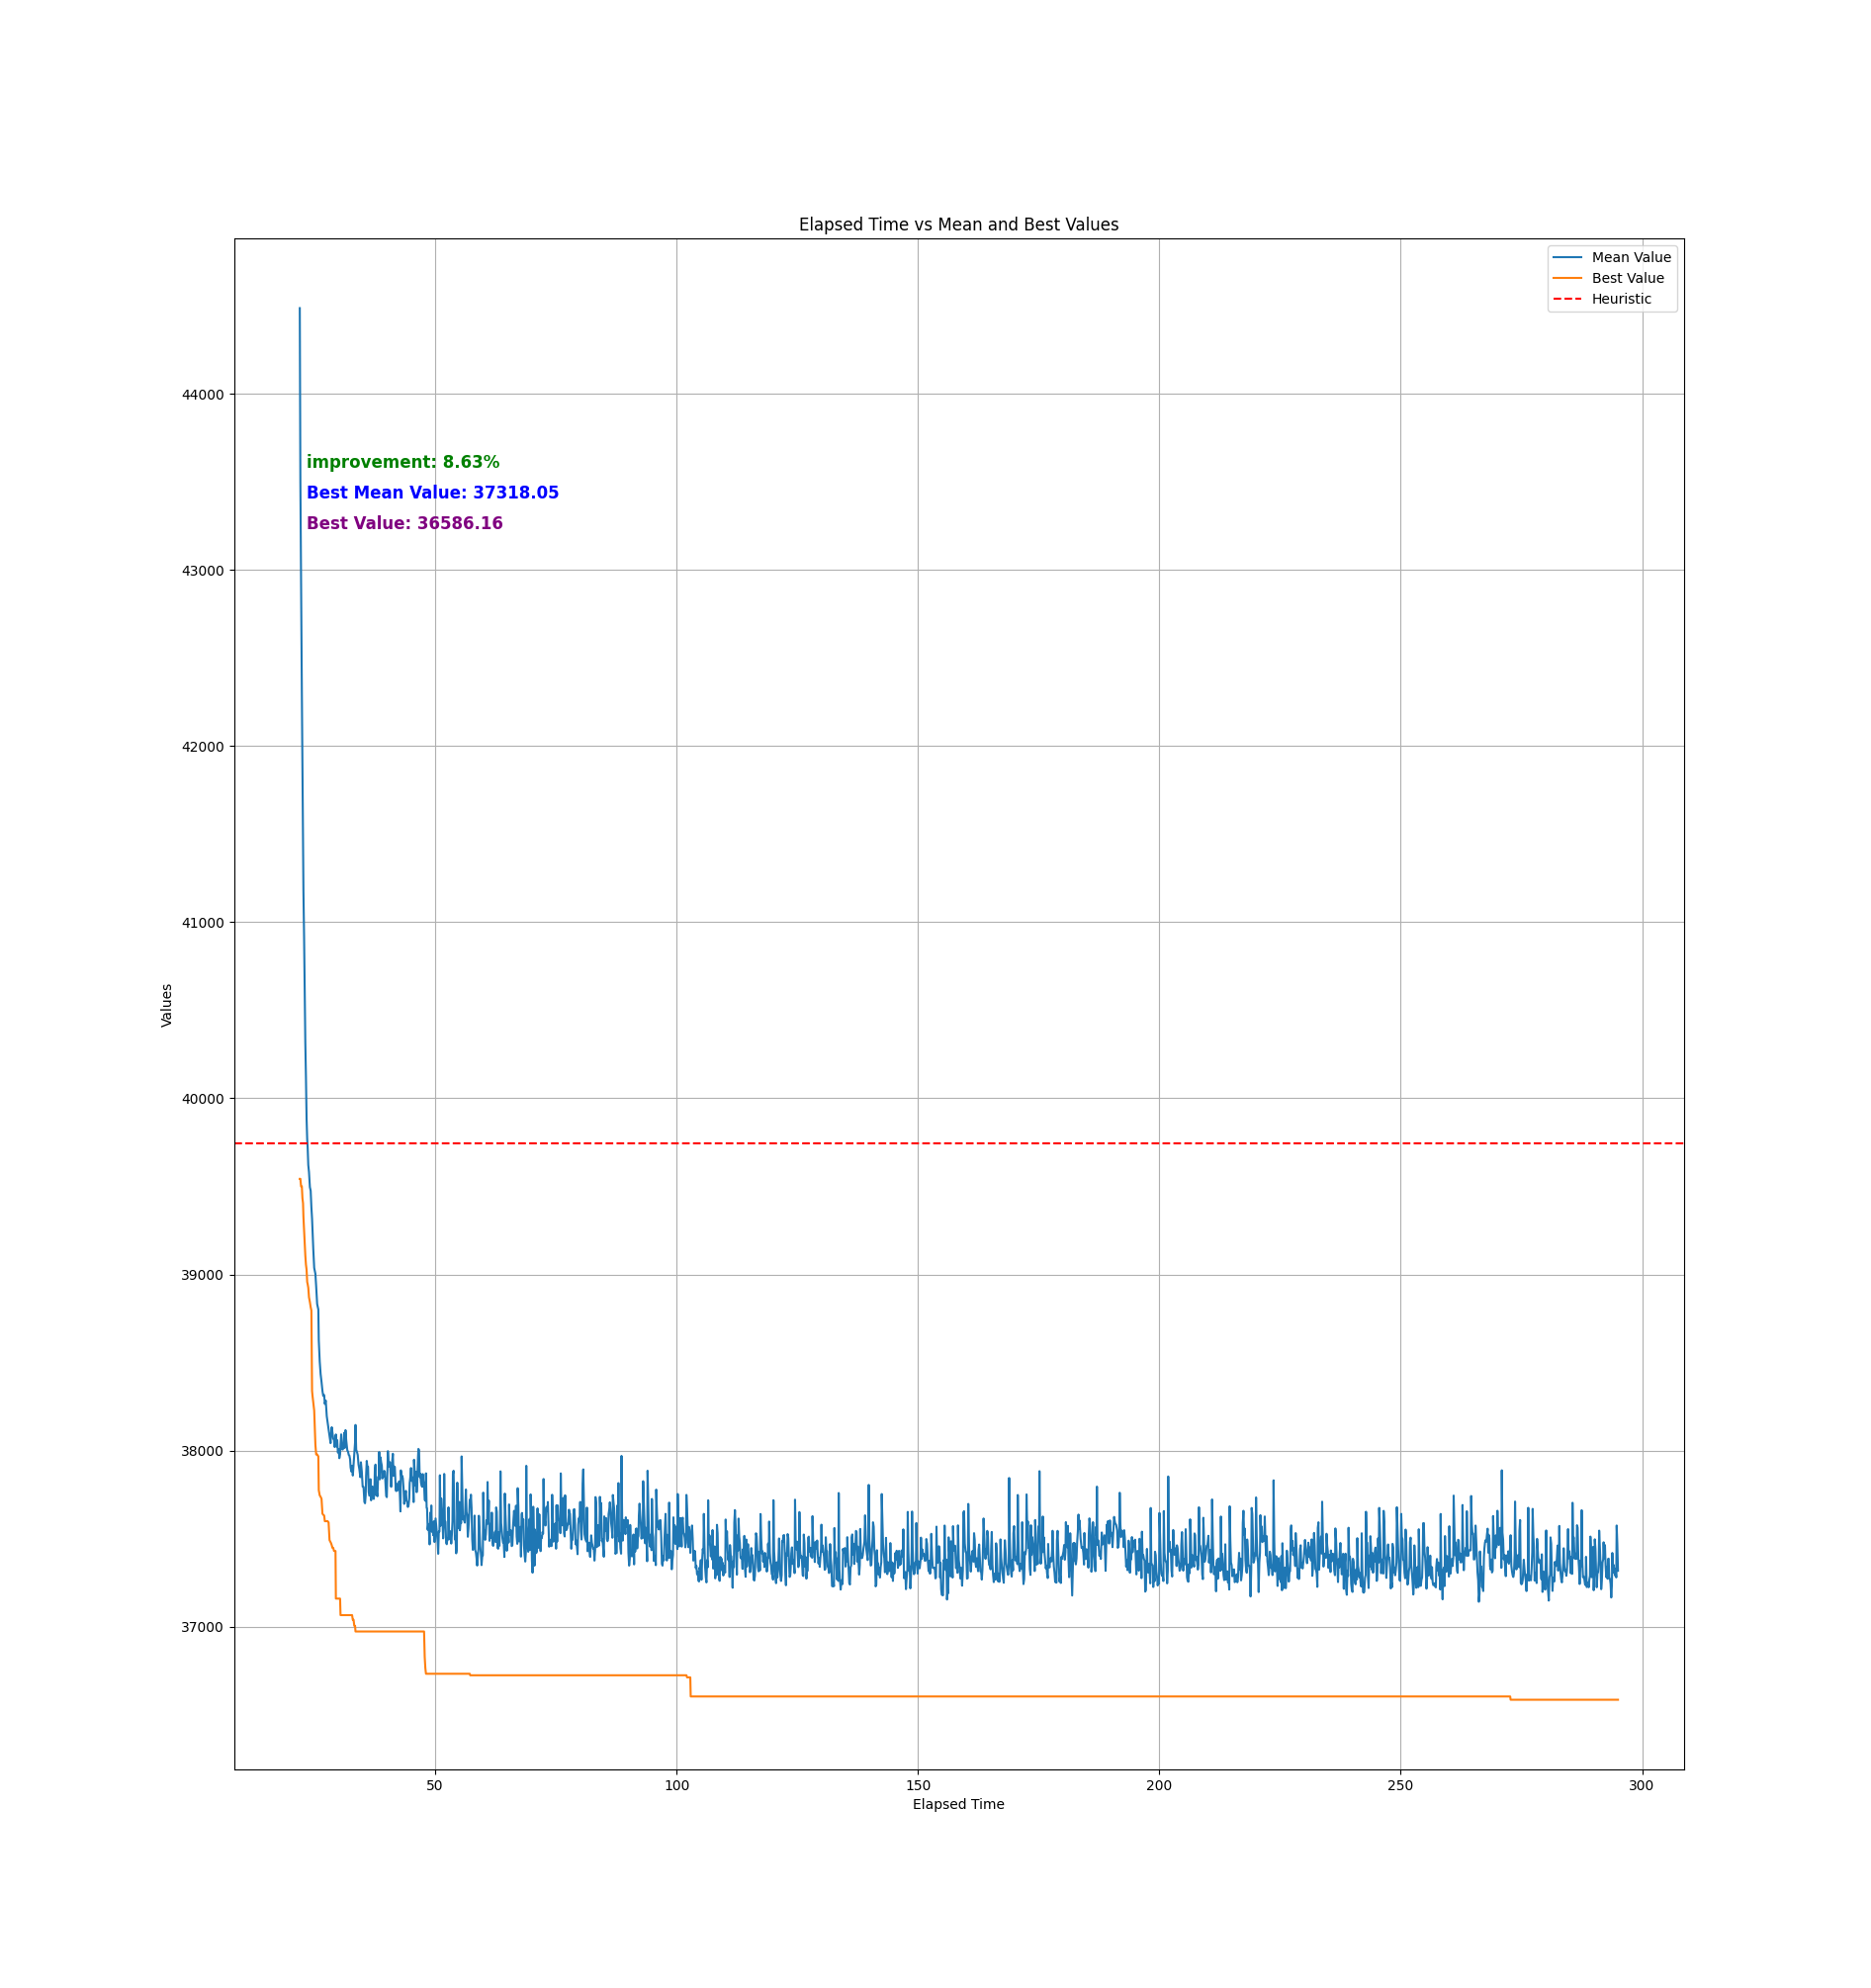 Elapsed Time vs Mean and Best Values
Mean Value
Best Value
Heuristic
improvement: 8.63%
Best Mean Value: 37318.05
Best Value: 36586.16
44000
43000
42000
41000
40000
39000
38000
37000
Values
50 100 150 200 250 300
Elapsed Time